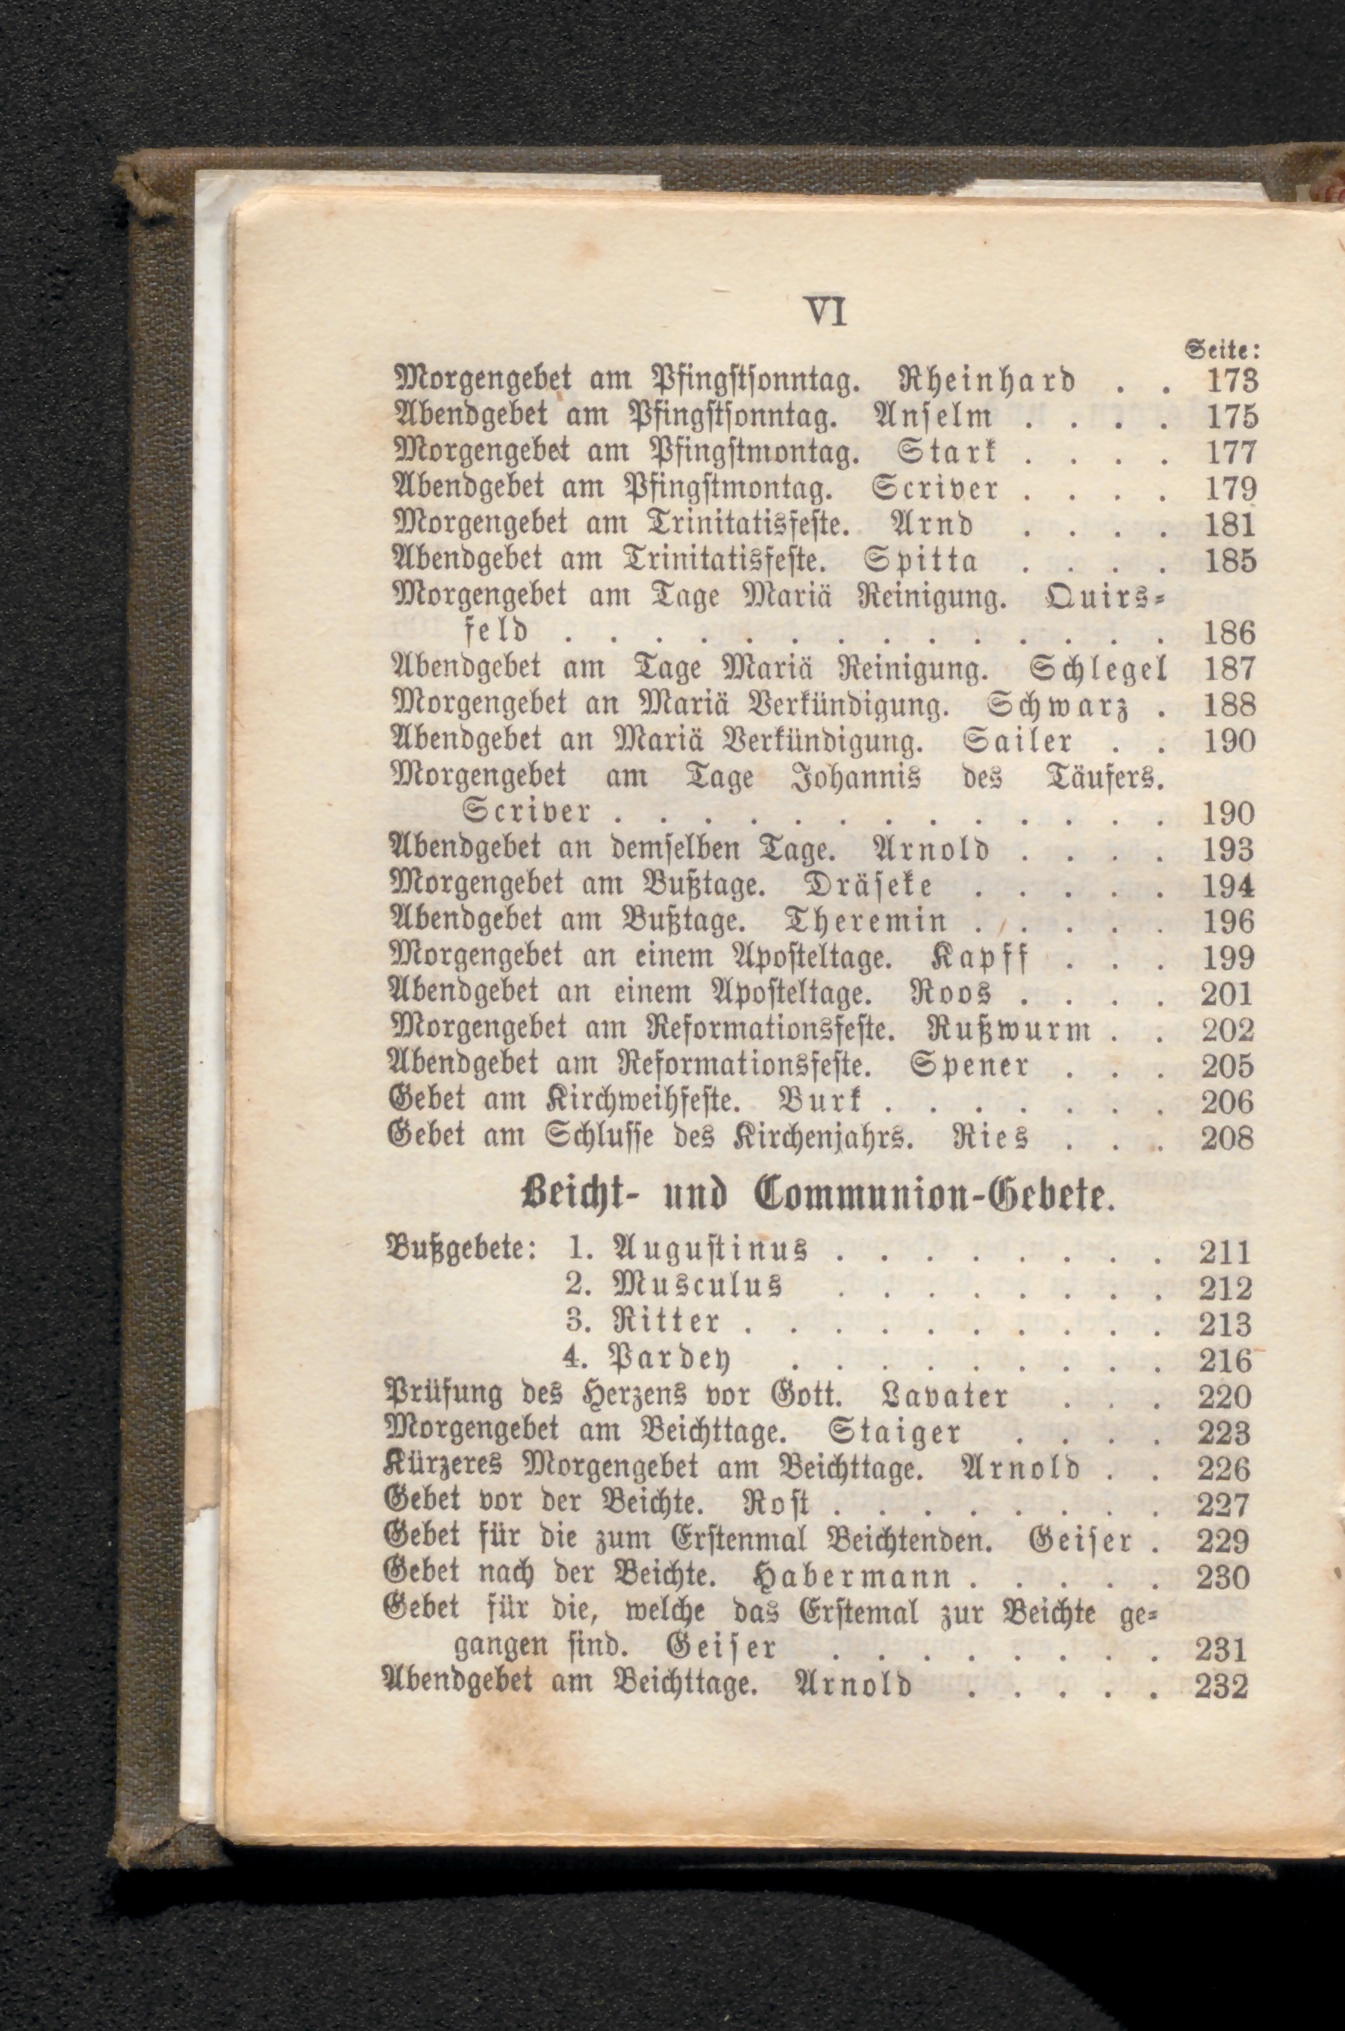 VI
Seite:
Morgengebet am Pfingstsonntag. Rheinhard . . 173
Abendgebet am Pfingstsonntag. Anselm . . . . 175
Morgengebet am Pfingstmontag. Stark . . . . 177
Abendgebet am Pfingstmontag. Scriver . . . . 179
Morgengebet am Trinitatisfeste. Arnd . . . . 181
Abendgebet am Trinitatisfeste. Spitta . . . . 185
Morgengebet am Tage Mariä Reinigung. Quirs-
feld . . . . . . . . . . . . . . 186
Abendgebet am Tage Mariä Reinigung. Schlegel 187
Morgengebet an Mariä Verkündigung. Schwarz . 188
Abendgebet an Mariä Verkündigung. Sailer . . 190
Morgengebet am Tage Johannis des Täufers.
Scriver . . . . . . . . . . . . . 190
Abendgebet an demselben Tage. Arnold . . . . 193
Morgengebet am Bußtage. Dräseke . . . . . 194
Abendgebet am Bußtage. Theremin . . . . . 196
Morgengebet an einem Aposteltage. Kapff . . . 199
Abendgebet an einem Aposteltage. Roos . . . . 201
Morgengebet am Reformationsfeste. Rußwurm . . 202
Abendgebet am Reformationsfeste. Spener . . . 205
Gebet am Kirchweihfeste. Burk . . . . . . . 206
Gebet am Schlusse des Kirchenjahrs. Ries . . . 208
Beicht- und Communion-Gebete.
Bußgebete: 1. Augustinus . . . . . . . . 211
2. Musculus . . . . . . . . 212
3. Ritter . . . . . . . . . . 213
4. Pardey . . . . . . . . . 216
Prüfung des Herzens vor Gott. Lavater . . . 220
Morgengebet am Beichttage. Staiger . . . . 223
Kürzeres Morgengebet am Beichttage. Arnold . . 226
Gebet vor der Beichte. Rost . . . . . . . . 227
Gebet für die zum Erstenmal Beichtenden. Geiser . 229
Gebet nach der Beichte. Habermann . . . . . 230
Gebet für die, welche das Erstemal zur Beichte ge-
gangen sind. Geiser . . . . . . . . 231
Abendgebet am Beichttage. Arnold . . . . . 232